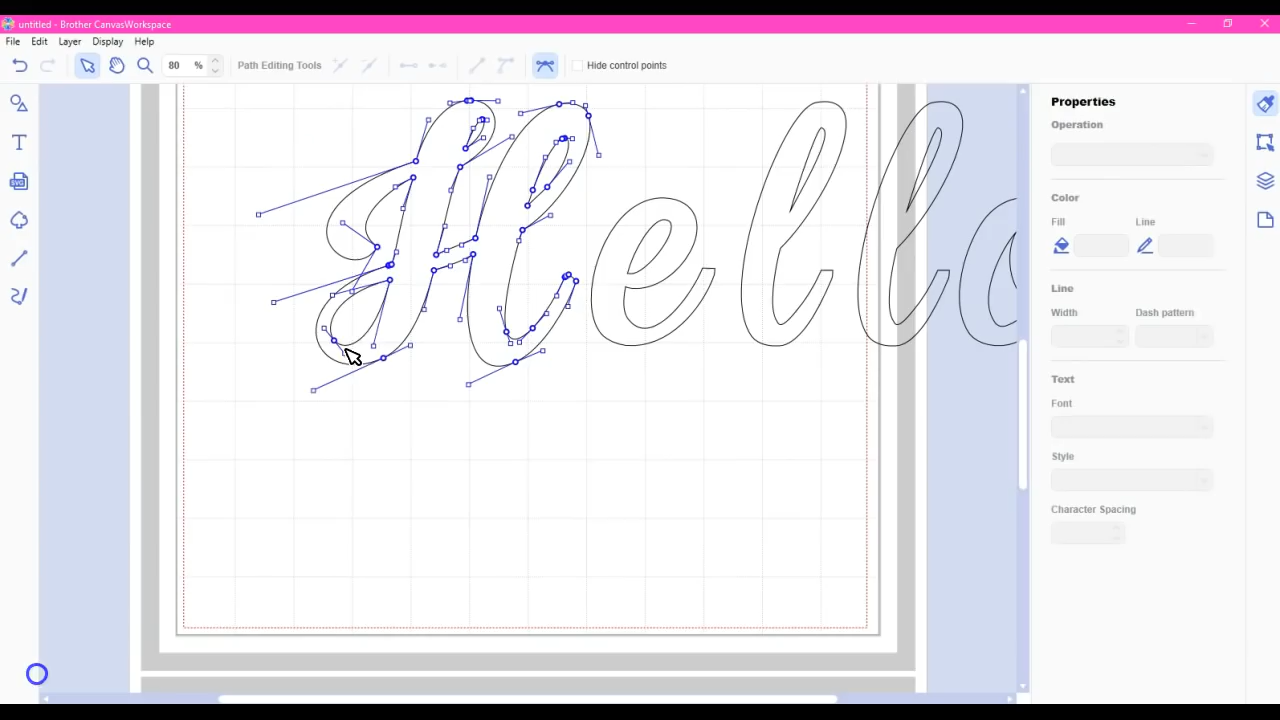 untitled - Brother CanvasWorkspace
File Edit Layer Display Help
80 % Path Editing Tools Hide control points
Properties
Operation
Color
Fill Line
Line
Width Dash pattern
Text
Font
Style
Character Spacing
SVG
Hello